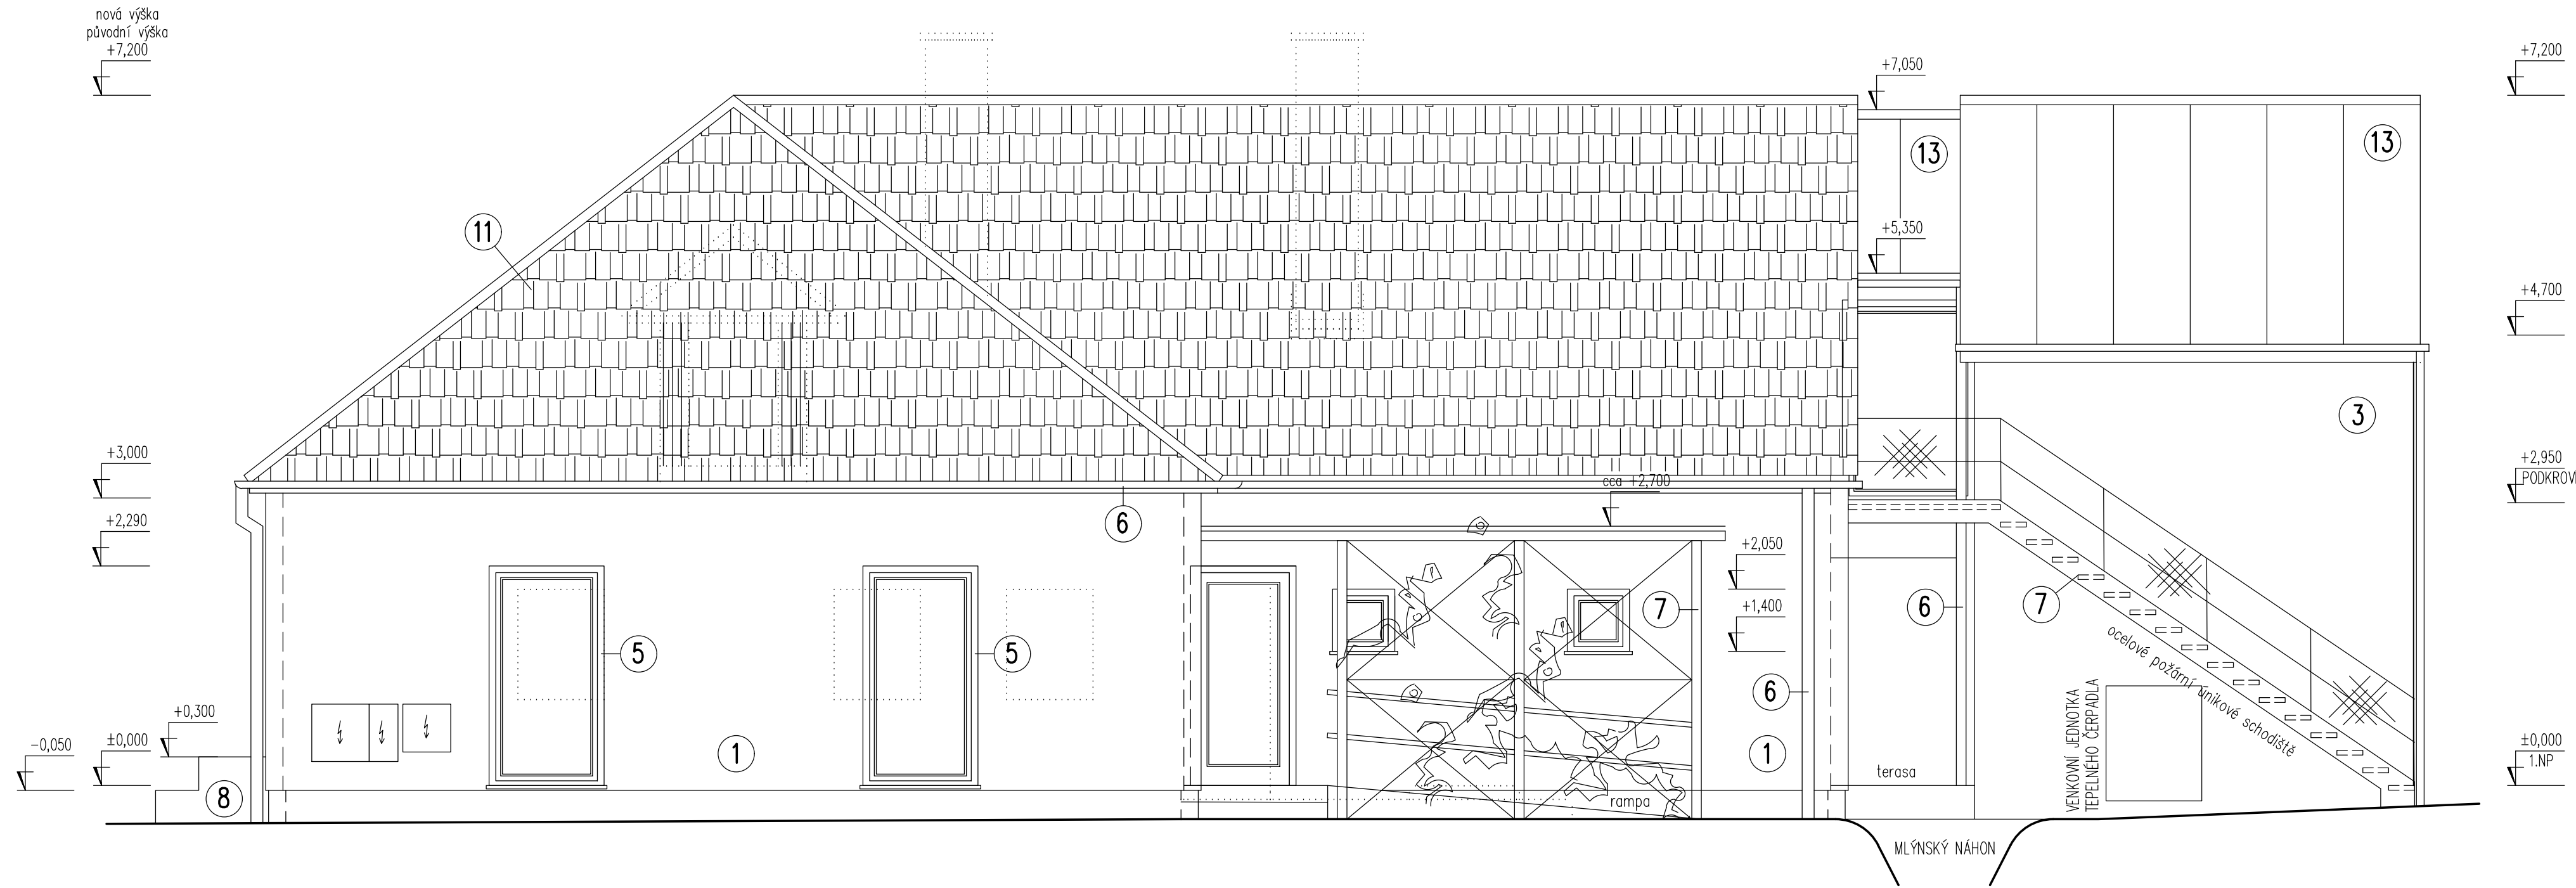 nová výška
původní výška
+7,200
+7,050
+7,200
13
13
11
+5,350
+4,700
3
+3,000
cca +2,700
+2,950
PODKROVÍ
6
+2,290
+2,050
+1,400
7
6
7
5
5
ocelové požární únikové schodiště
6
VENKOVNÍ JEDNOTKA
TEPELNÉHO ČERPADLA
+0,300
-0,050
±0,000
1
1
±0,000
1.NP
8
terasa
rampa
MLÝNSKÝ NÁHON